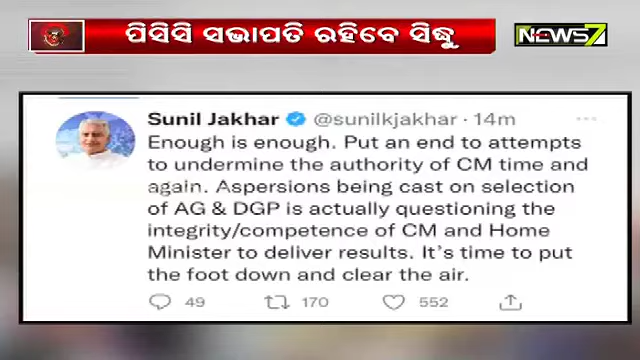 ପିସିସି ସଭାପତି ରହିବେ ସିଦ୍ଧୁ
NEWS7
Sunil Jakhar @sunilkjakhar · 14m
Enough is enough. Put an end to attempts
to undermine the authority of CM time and
again. Aspersions being cast on selection
of AG & DGP is actually questioning the
integrity/competence of CM and Home
Minister to deliver results. It's time to put
the foot down and clear the air.
49 170 552